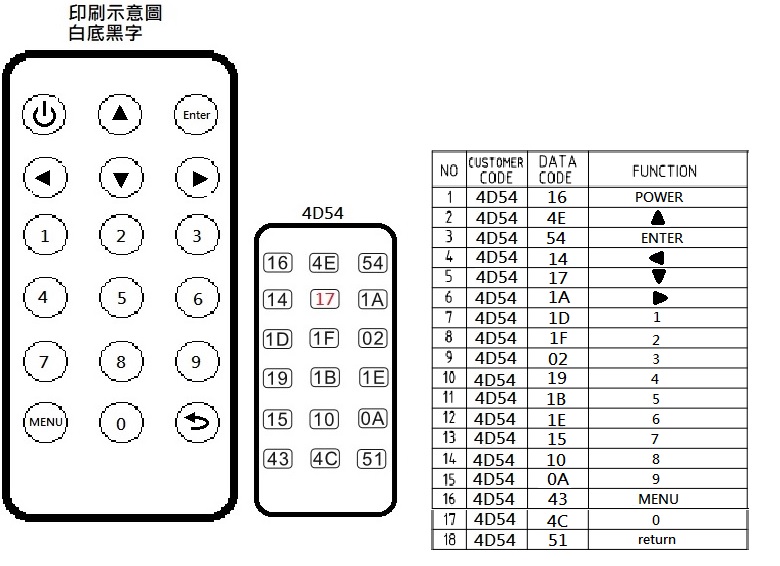 印刷示意圖
白底黑字
Enter
1 2 3
4 5 6
7 8 9
MENU 0
4D54
16 4E 54
14 17 1A
1D 1F 02
19 1B 1E
15 10 0A
43 4C 51
NO CUSTOMER CODE DATA CODE FUNCTION
1 4D54 16 POWER
2 4D54 4E ▲
3 4D54 54 ENTER
4 4D54 14 ◀
5 4D54 17 ▼
6 4D54 1A ▶
7 4D54 1D 1
8 4D54 1F 2
9 4D54 02 3
10 4D54 19 4
11 4D54 1B 5
12 4D54 1E 6
13 4D54 15 7
14 4D54 10 8
15 4D54 0A 9
16 4D54 43 MENU
17 4D54 4C 0
18 4D54 51 return